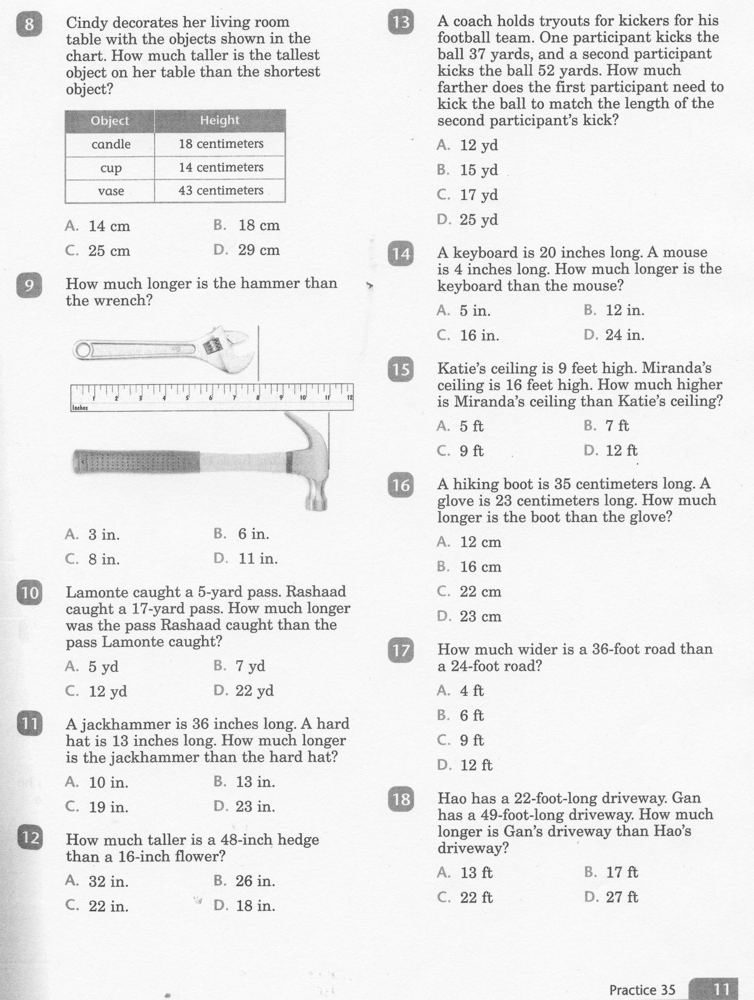 8
Cindy decorates her living room
table with the objects shown in the
chart. How much taller is the tallest
object on her table than the shortest
object?
Object Height
candle 18 centimeters
cup 14 centimeters
vase 43 centimeters
A. 14 cm B. 18 cm
C. 25 cm D. 29 cm
9
How much longer is the hammer than
the wrench?
1 2 3 4 5 6 7 8 9 10 11 12
Inches
A. 3 in. B. 6 in.
C. 8 in. D. 11 in.
10
Lamonte caught a 5-yard pass. Rashaad
caught a 17-yard pass. How much longer
was the pass Rashaad caught than the
pass Lamonte caught?
A. 5 yd B. 7 yd
C. 12 yd D. 22 yd
11
A jackhammer is 36 inches long. A hard
hat is 13 inches long. How much longer
is the jackhammer than the hard hat?
A. 10 in. B. 13 in.
C. 19 in. D. 23 in.
12
How much taller is a 48-inch hedge
than a 16-inch flower?
A. 32 in. B. 26 in.
C. 22 in. D. 18 in.
13
A coach holds tryouts for kickers for his
football team. One participant kicks the
ball 37 yards, and a second participant
kicks the ball 52 yards. How much
farther does the first participant need to
kick the ball to match the length of the
second participant's kick?
A. 12 yd
B. 15 yd
C. 17 yd
D. 25 yd
14
A keyboard is 20 inches long. A mouse
is 4 inches long. How much longer is the
keyboard than the mouse?
A. 5 in. B. 12 in.
C. 16 in. D. 24 in.
15
Katie's ceiling is 9 feet high. Miranda's
ceiling is 16 feet high. How much higher
is Miranda's ceiling than Katie's ceiling?
A. 5 ft B. 7 ft
C. 9 ft D. 12 ft
16
A hiking boot is 35 centimeters long. A
glove is 23 centimeters long. How much
longer is the boot than the glove?
A. 12 cm
B. 16 cm
C. 22 cm
D. 23 cm
17
How much wider is a 36-foot road than
a 24-foot road?
A. 4 ft
B. 6 ft
C. 9 ft
D. 12 ft
18
Hao has a 22-foot-long driveway. Gan
has a 49-foot-long driveway. How much
longer is Gan's driveway than Hao's
driveway?
A. 13 ft B. 17 ft
C. 22 ft D. 27 ft
Practice 35 11